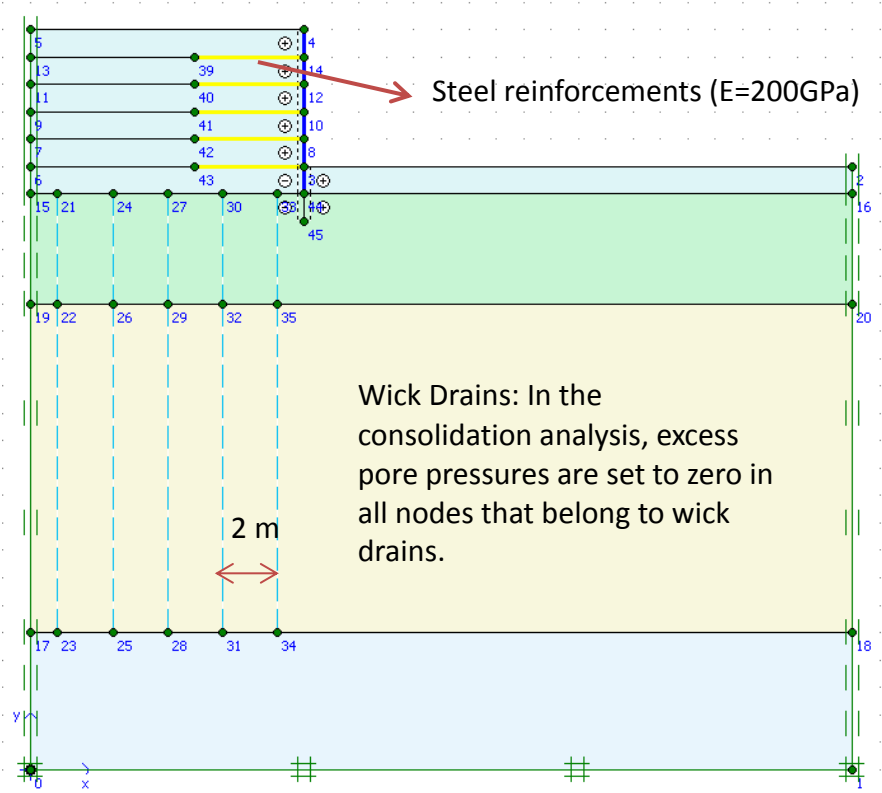 5 4
Steel reinforcements (E=200GPa)
13 39 14
11 40 12
9 41 10
7 42 8
6 43 3 2
15 21 24 27 30 16
45
19 22 26 29 32 35 20
Wick Drains: In the
consolidation analysis, excess
pore pressures are set to zero in
all nodes that belong to wick
drains.
2 m
17 23 25 28 31 34 18
y
0 x 1